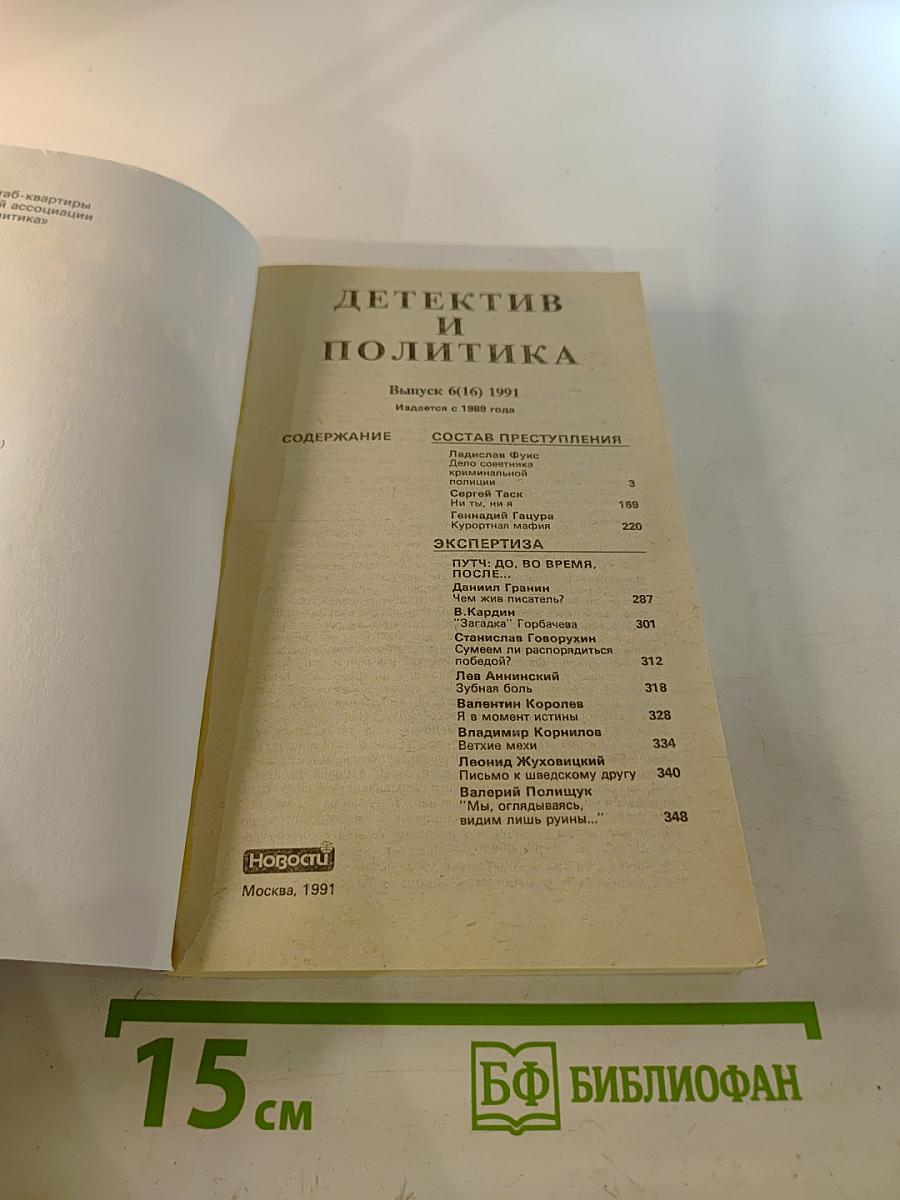 таб-квартиры
й ассоциации
литика»
ДЕТЕКТИВ
И
ПОЛИТИКА
Выпуск 6(16) 1991
Издается с 1989 года
СОДЕРЖАНИЕ
СОСТАВ ПРЕСТУПЛЕНИЯ
Ладислав Фукс
Дело советника
криминальной
полиции 3
Сергей Таск
Ни ты, ни я 169
Геннадий Гацура
Курортная мафия 220
ЭКСПЕРТИЗА
ПУТЧ: ДО, ВО ВРЕМЯ,
ПОСЛЕ...
Даниил Гранин
Чем жив писатель? 287
В.Кардин
"Загадка" Горбачева 301
Станислав Говорухин
Сумеем ли распорядиться
победой? 312
Лев Аннинский
Зубная боль 318
Валентин Королев
Я в момент истины 328
Владимир Корнилов
Ветхие мехи 334
Леонид Жуховицкий
Письмо к шведскому другу 340
Валерий Полищук
"Мы, оглядываясь,
видим лишь руины..." 348
Новости
Москва, 1991
15 см
БФ БИБЛИОФАН